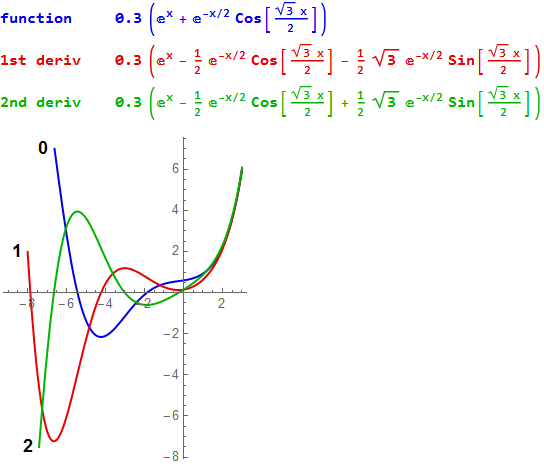 function 0.3 (ⅇ^x + ⅇ^(-x/2) Cos[(√3 x)/2])
1st deriv 0.3 (ⅇ^x - 1/2 ⅇ^(-x/2) Cos[(√3 x)/2] - 1/2 √3 ⅇ^(-x/2) Sin[(√3 x)/2])
2nd deriv 0.3 (ⅇ^x - 1/2 ⅇ^(-x/2) Cos[(√3 x)/2] + 1/2 √3 ⅇ^(-x/2) Sin[(√3 x)/2])
0
6
4
1
2
-8 -6 -4 -2 2
-2
-4
-6
2
-8